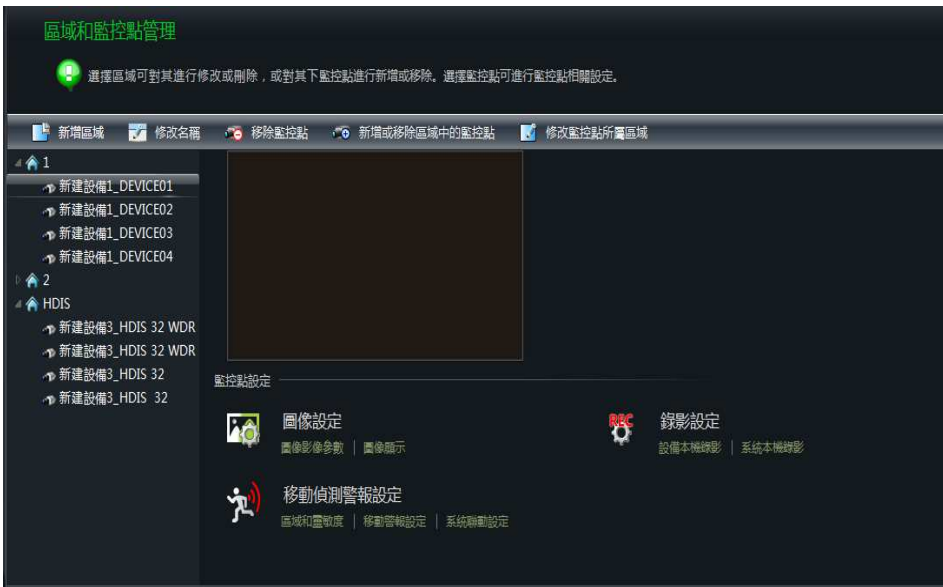 區域和監控點管理
選擇區域可對其進行修改或刪除，或對其下監控點進行新增或移除。選擇監控點可進行監控點相關設定。
新增區域 修改名稱 移除監控點 新增或移除區域中的監控點 修改監控點所屬區域
1
新建設備1_DEVICE01
新建設備1_DEVICE02
新建設備1_DEVICE03
新建設備1_DEVICE04
2
HDIS
新建設備3_HDIS 32 WDR
新建設備3_HDIS 32 WDR
新建設備3_HDIS 32
新建設備3_HDIS 32
監控點設定
圖像設定
圖像影像參數 | 圖像顯示
REC
錄影設定
設備本機錄影 | 系統本機錄影
移動偵測警報設定
區域和靈敏度 | 移動警報設定 | 系統聯動設定